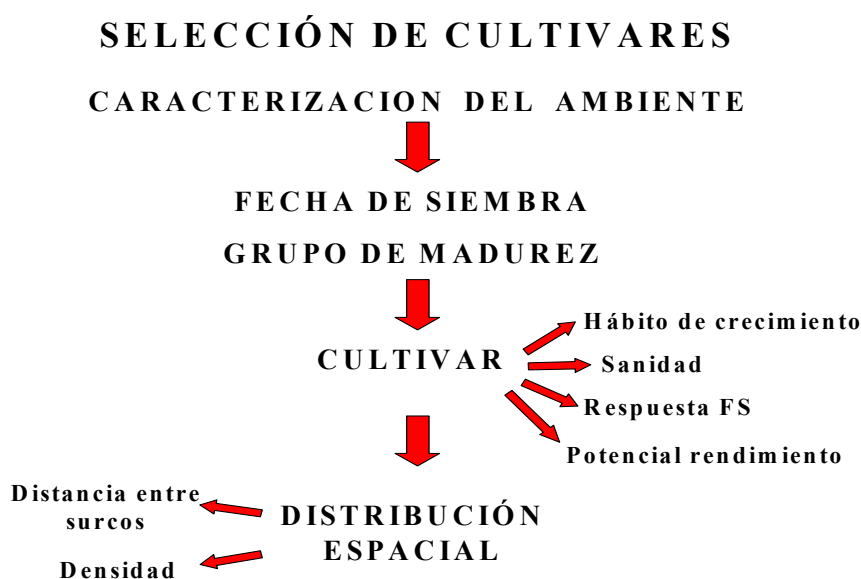 SELECCIÓN DE CULTIVARES
CARACTERIZACION DEL AMBIENTE
FECHA DE SIEMBRA
GRUPO DE MADUREZ
CULTIVAR
Hábito de crecimiento
Sanidad
Respuesta FS
Potencial rendimiento
DISTRIBUCIÓN
ESPACIAL
Distancia entre
surcos
Densidad